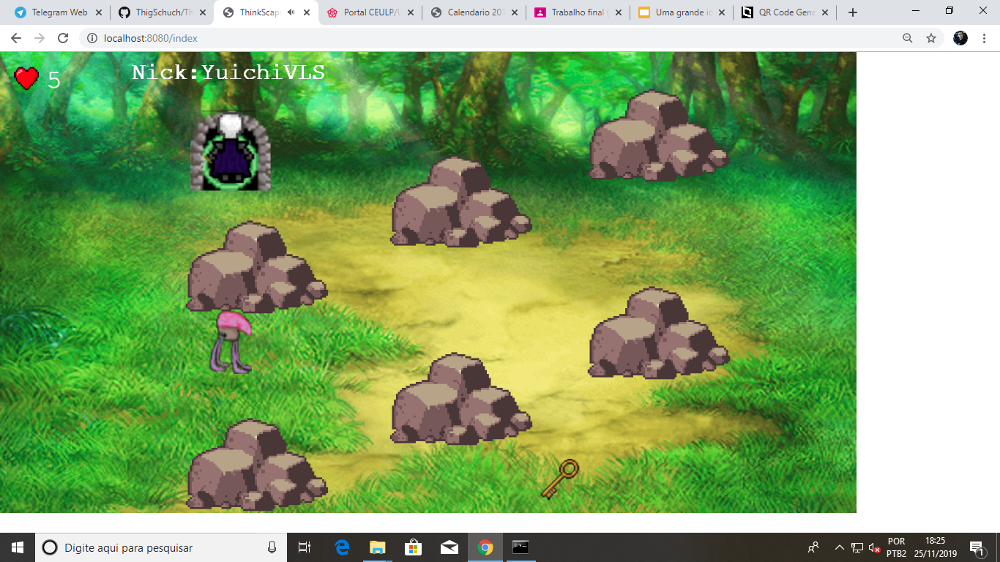 Telegram Web
ThigSchuch/Th
ThinkScap
Portal CEULP/U
Calendario 201
Trabalho final (
Uma grande id
QR Code Gene
localhost:8080/index
5
Nick:YuichiVLS
Digite aqui para pesquisar
POR
PTB2
18:25
25/11/2019
1